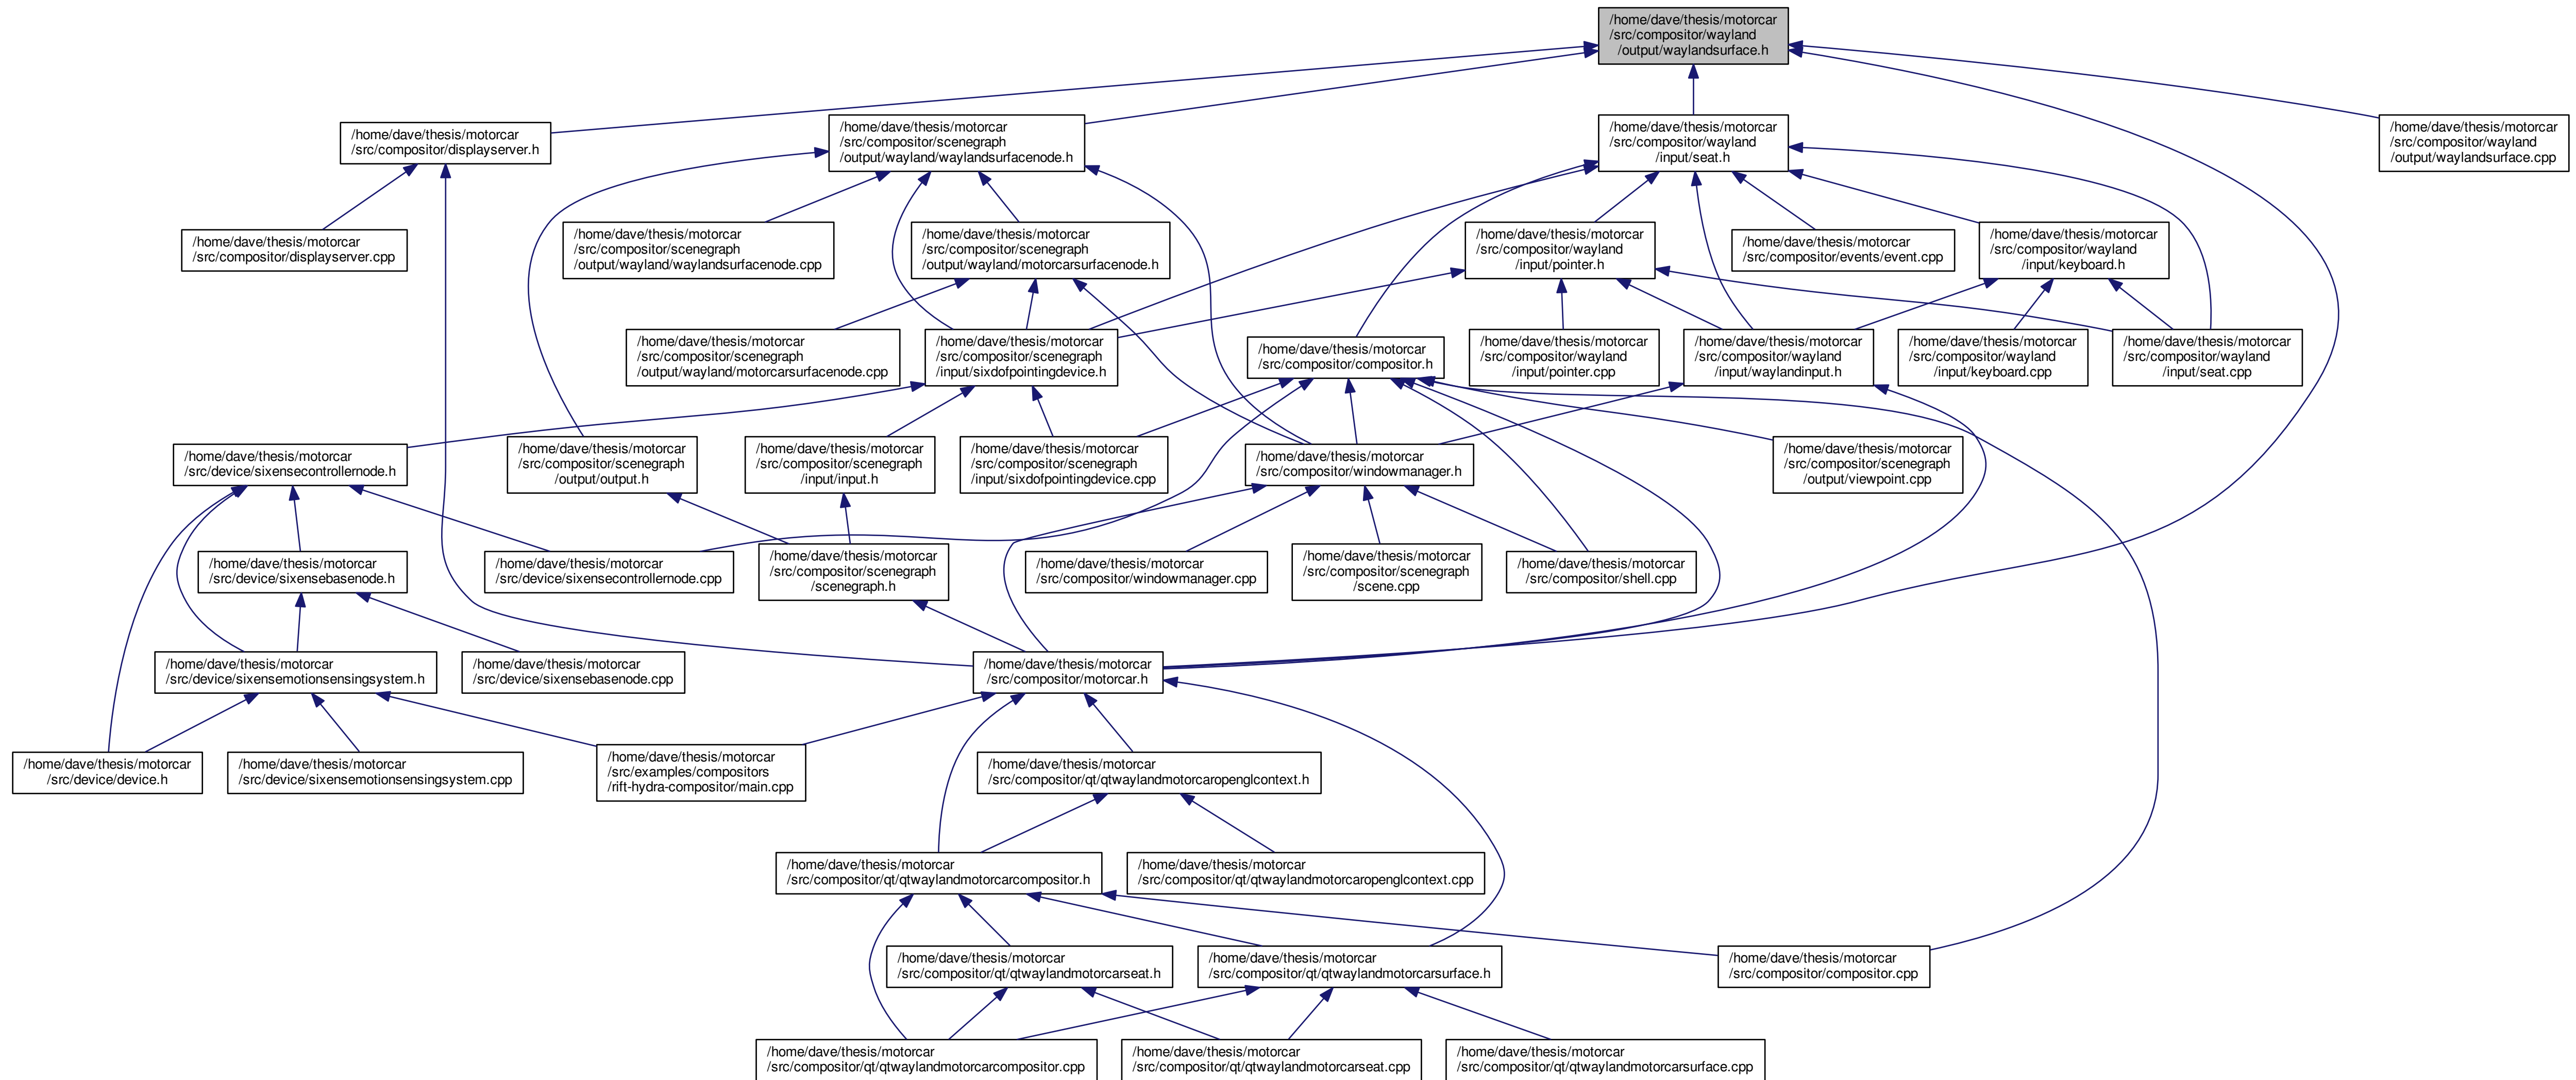 /home/dave/thesis/motorcar
/src/compositor/wayland
/output/waylandsurface.h
/home/dave/thesis/motorcar
/src/compositor/displayserver.h
/home/dave/thesis/motorcar
/src/compositor/scenegraph
/output/wayland/waylandsurfacenode.h
/home/dave/thesis/motorcar
/src/compositor/wayland
/input/seat.h
/home/dave/thesis/motorcar
/src/compositor/wayland
/output/waylandsurface.cpp
/home/dave/thesis/motorcar
/src/compositor/displayserver.cpp
/home/dave/thesis/motorcar
/src/compositor/scenegraph
/output/wayland/waylandsurfacenode.cpp
/home/dave/thesis/motorcar
/src/compositor/scenegraph
/output/wayland/motorcarsurfacenode.h
/home/dave/thesis/motorcar
/src/compositor/wayland
/input/pointer.h
/home/dave/thesis/motorcar
/src/compositor/events/event.cpp
/home/dave/thesis/motorcar
/src/compositor/wayland
/input/keyboard.h
/home/dave/thesis/motorcar
/src/compositor/scenegraph
/output/wayland/motorcarsurfacenode.cpp
/home/dave/thesis/motorcar
/src/compositor/scenegraph
/input/sixdofpointingdevice.h
/home/dave/thesis/motorcar
/src/compositor/compositor.h
/home/dave/thesis/motorcar
/src/compositor/wayland
/input/pointer.cpp
/home/dave/thesis/motorcar
/src/compositor/wayland
/input/waylandinput.h
/home/dave/thesis/motorcar
/src/compositor/wayland
/input/keyboard.cpp
/home/dave/thesis/motorcar
/src/compositor/wayland
/input/seat.cpp
/home/dave/thesis/motorcar
/src/device/sixensecontrollernode.h
/home/dave/thesis/motorcar
/src/compositor/scenegraph
/output/output.h
/home/dave/thesis/motorcar
/src/compositor/scenegraph
/input/input.h
/home/dave/thesis/motorcar
/src/compositor/scenegraph
/input/sixdofpointingdevice.cpp
/home/dave/thesis/motorcar
/src/compositor/windowmanager.h
/home/dave/thesis/motorcar
/src/compositor/scenegraph
/output/viewpoint.cpp
/home/dave/thesis/motorcar
/src/device/sixensebasenode.h
/home/dave/thesis/motorcar
/src/device/sixensecontrollernode.cpp
/home/dave/thesis/motorcar
/src/compositor/scenegraph
/scenegraph.h
/home/dave/thesis/motorcar
/src/compositor/windowmanager.cpp
/home/dave/thesis/motorcar
/src/compositor/scenegraph
/scene.cpp
/home/dave/thesis/motorcar
/src/compositor/shell.cpp
/home/dave/thesis/motorcar
/src/device/sixensemotionsensingsystem.h
/home/dave/thesis/motorcar
/src/device/sixensebasenode.cpp
/home/dave/thesis/motorcar
/src/compositor/motorcar.h
/home/dave/thesis/motorcar
/src/device/device.h
/home/dave/thesis/motorcar
/src/device/sixensemotionsensingsystem.cpp
/home/dave/thesis/motorcar
/src/examples/compositors
/rift-hydra-compositor/main.cpp
/home/dave/thesis/motorcar
/src/compositor/qt/qtwaylandmotorcaropenglcontext.h
/home/dave/thesis/motorcar
/src/compositor/qt/qtwaylandmotorcarcompositor.h
/home/dave/thesis/motorcar
/src/compositor/qt/qtwaylandmotorcaropenglcontext.cpp
/home/dave/thesis/motorcar
/src/compositor/qt/qtwaylandmotorcarseat.h
/home/dave/thesis/motorcar
/src/compositor/qt/qtwaylandmotorcarsurface.h
/home/dave/thesis/motorcar
/src/compositor/compositor.cpp
/home/dave/thesis/motorcar
/src/compositor/qt/qtwaylandmotorcarcompositor.cpp
/home/dave/thesis/motorcar
/src/compositor/qt/qtwaylandmotorcarseat.cpp
/home/dave/thesis/motorcar
/src/compositor/qt/qtwaylandmotorcarsurface.cpp